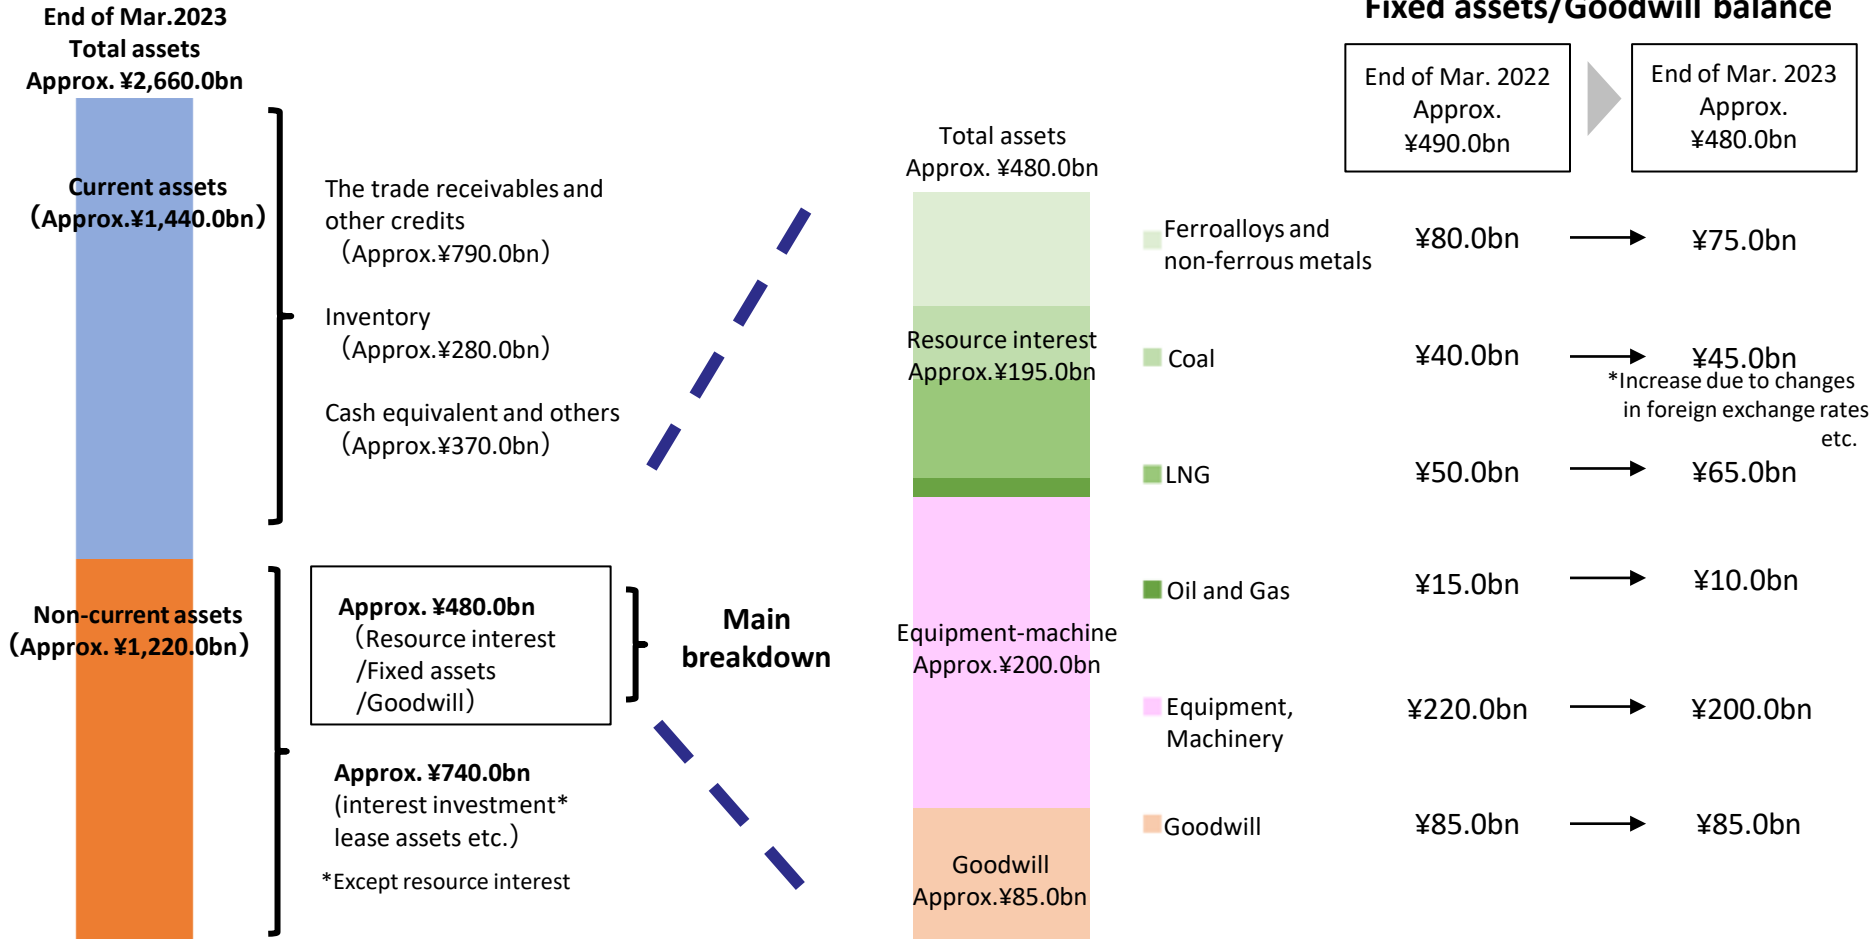 End of Mar.2023
Total assets
Approx. ¥2,660.0bn
Current assets
（Approx.¥1,440.0bn）
Non-current assets
（Approx. ¥1,220.0bn）
The trade receivables and
other credits
（Approx.¥790.0bn）
Inventory
（Approx.¥280.0bn）
Cash equivalent and others
（Approx.¥370.0bn）
Approx. ¥480.0bn
（Resource interest
/Fixed assets
/Goodwill）
Approx. ¥740.0bn
(interest investment*
lease assets etc.）
*Except resource interest
Main
breakdown
Total assets
Approx. ¥480.0bn
Resource interest
Approx.¥195.0bn
Equipment-machine
Approx.¥200.0bn
Goodwill
Approx.¥85.0bn
Fixed assets/Goodwill balance
End of Mar. 2022
Approx.
¥490.0bn
End of Mar. 2023
Approx.
¥480.0bn
Ferroalloys and
non-ferrous metals
¥80.0bn
¥75.0bn
Coal
¥40.0bn
¥45.0bn
*Increase due to changes
in foreign exchange rates
etc.
LNG
¥50.0bn
¥65.0bn
Oil and Gas
¥15.0bn
¥10.0bn
Equipment,
Machinery
¥220.0bn
¥200.0bn
Goodwill
¥85.0bn
¥85.0bn